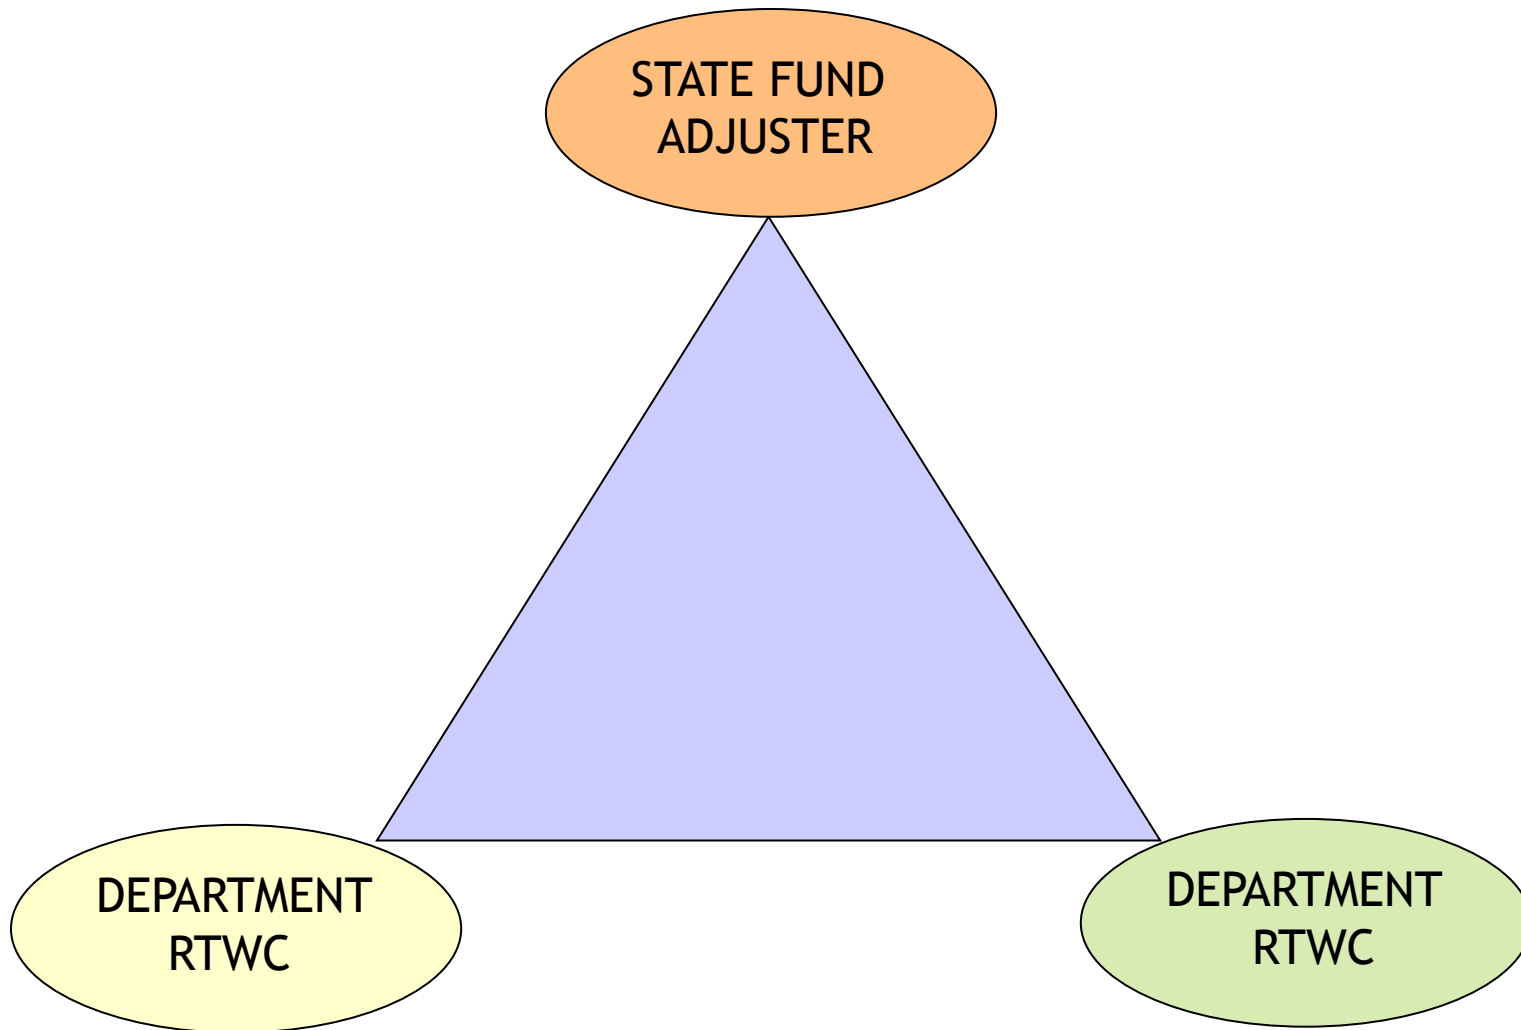 STATE FUND
ADJUSTER
DEPARTMENT
RTWC
DEPARTMENT
RTWC